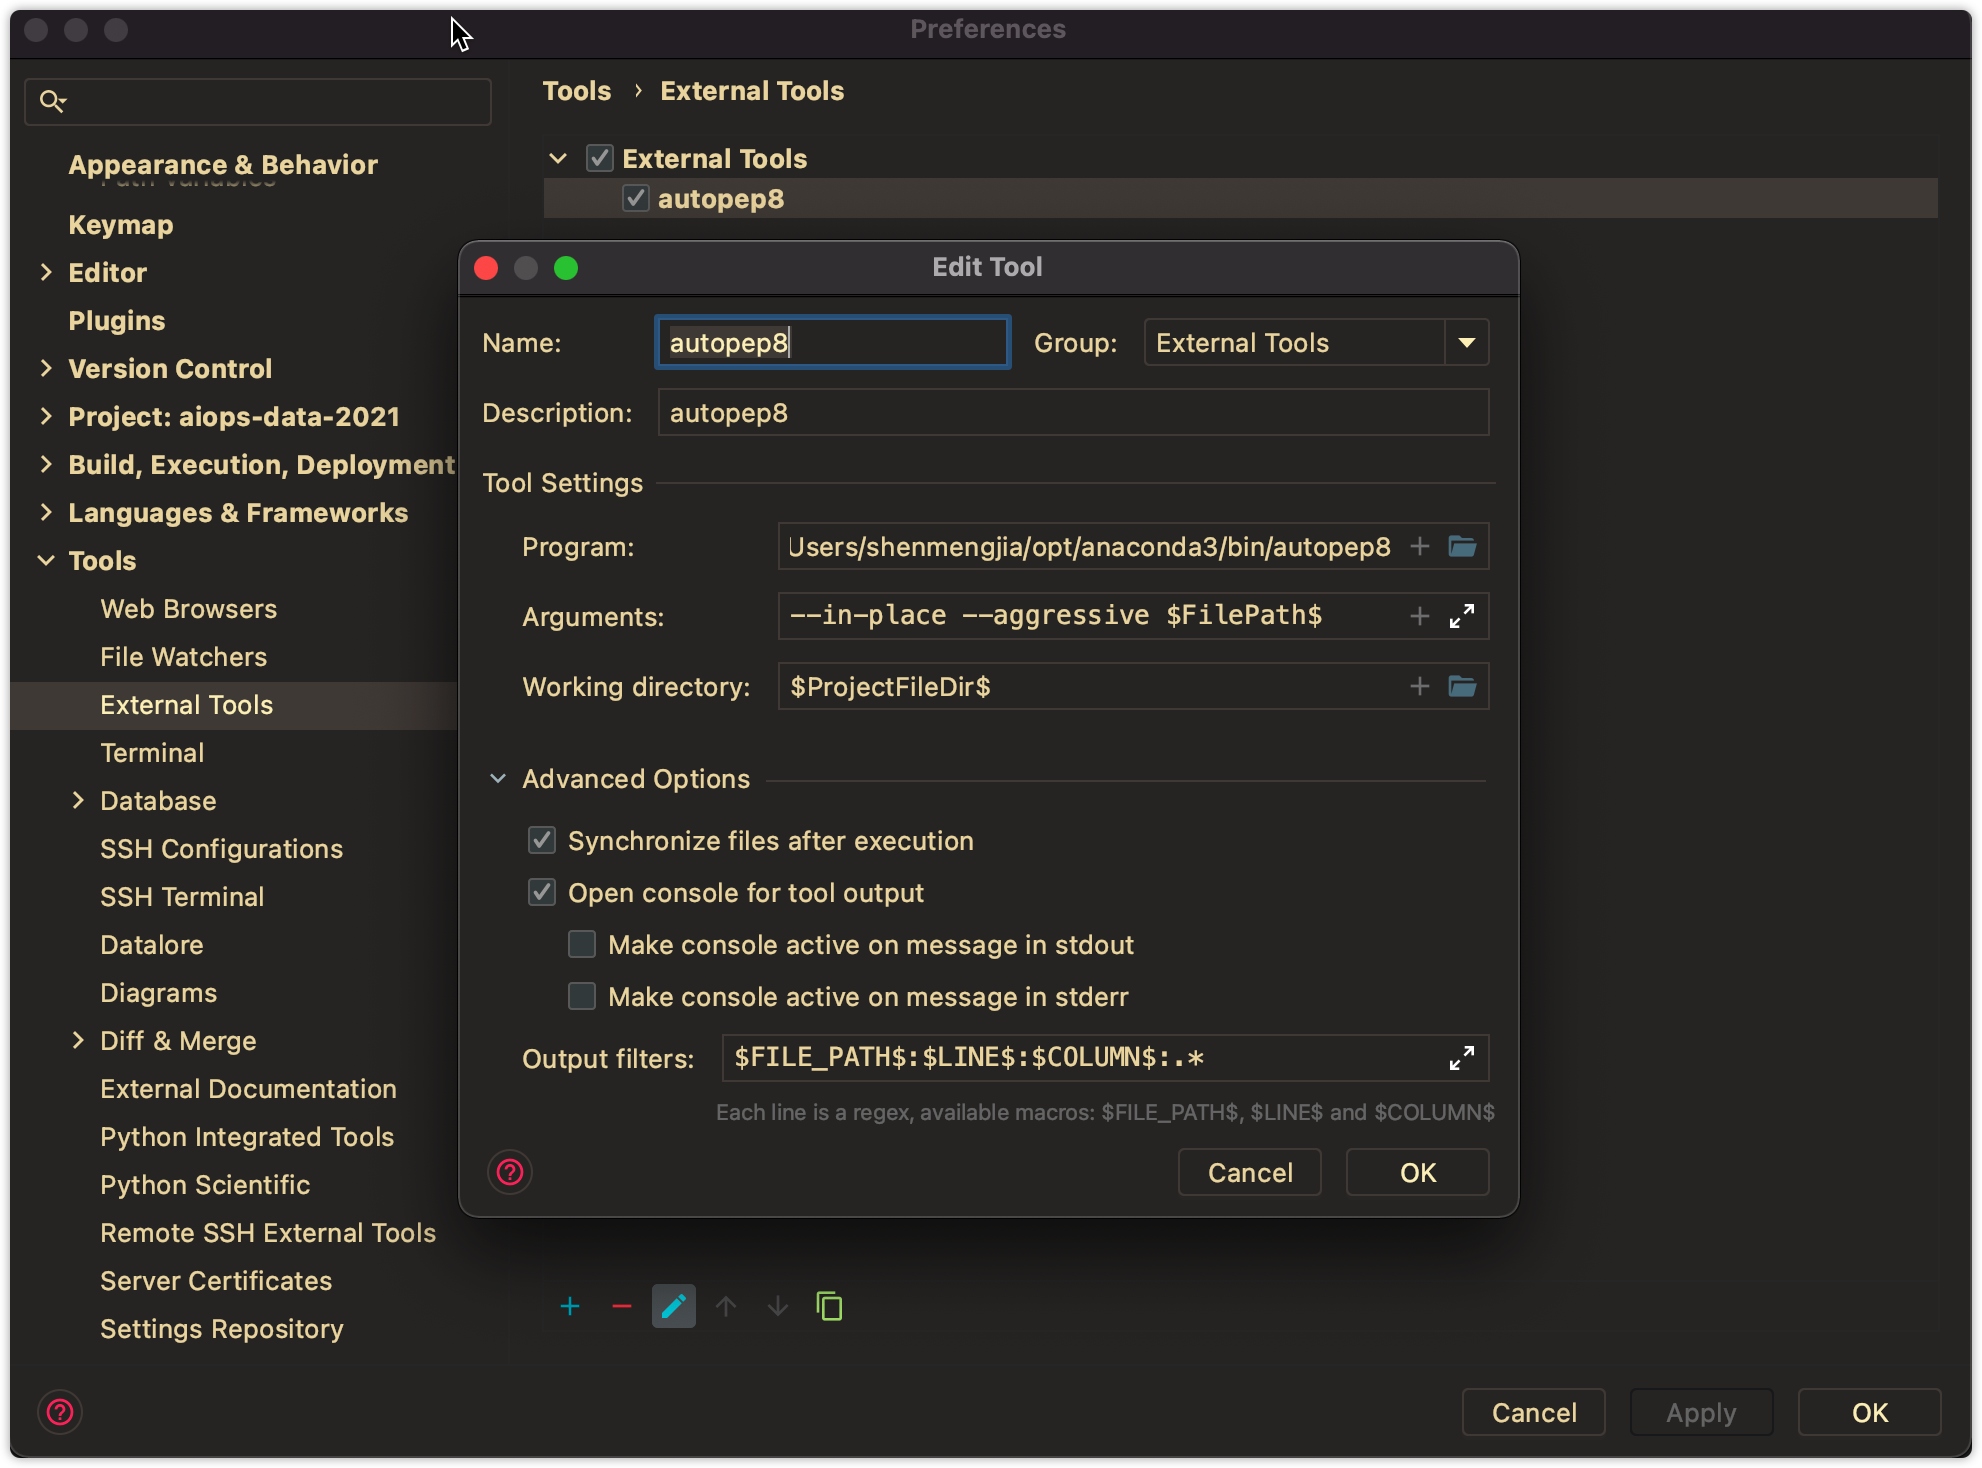 Preferences
Tools › External Tools
Appearance & Behavior
Path Variables
Keymap
Editor
Plugins
Version Control
Project: aiops-data-2021
Build, Execution, Deployment
Languages & Frameworks
Tools
Web Browsers
File Watchers
External Tools
Terminal
Database
SSH Configurations
SSH Terminal
Datalore
Diagrams
Diff & Merge
External Documentation
Python Integrated Tools
Python Scientific
Remote SSH External Tools
Server Certificates
Settings Repository
External Tools
autopep8
Edit Tool
Name: autopep8 Group: External Tools
Description: autopep8
Tool Settings
Program: Users/shenmengjia/opt/anaconda3/bin/autopep8
Arguments: --in-place --aggressive $FilePath$
Working directory: $ProjectFileDir$
Advanced Options
Synchronize files after execution
Open console for tool output
Make console active on message in stdout
Make console active on message in stderr
Output filters: $FILE_PATH$:$LINE$:$COLUMN$:.*
Each line is a regex, available macros: $FILE_PATH$, $LINE$ and $COLUMN$
Cancel OK
Cancel Apply OK